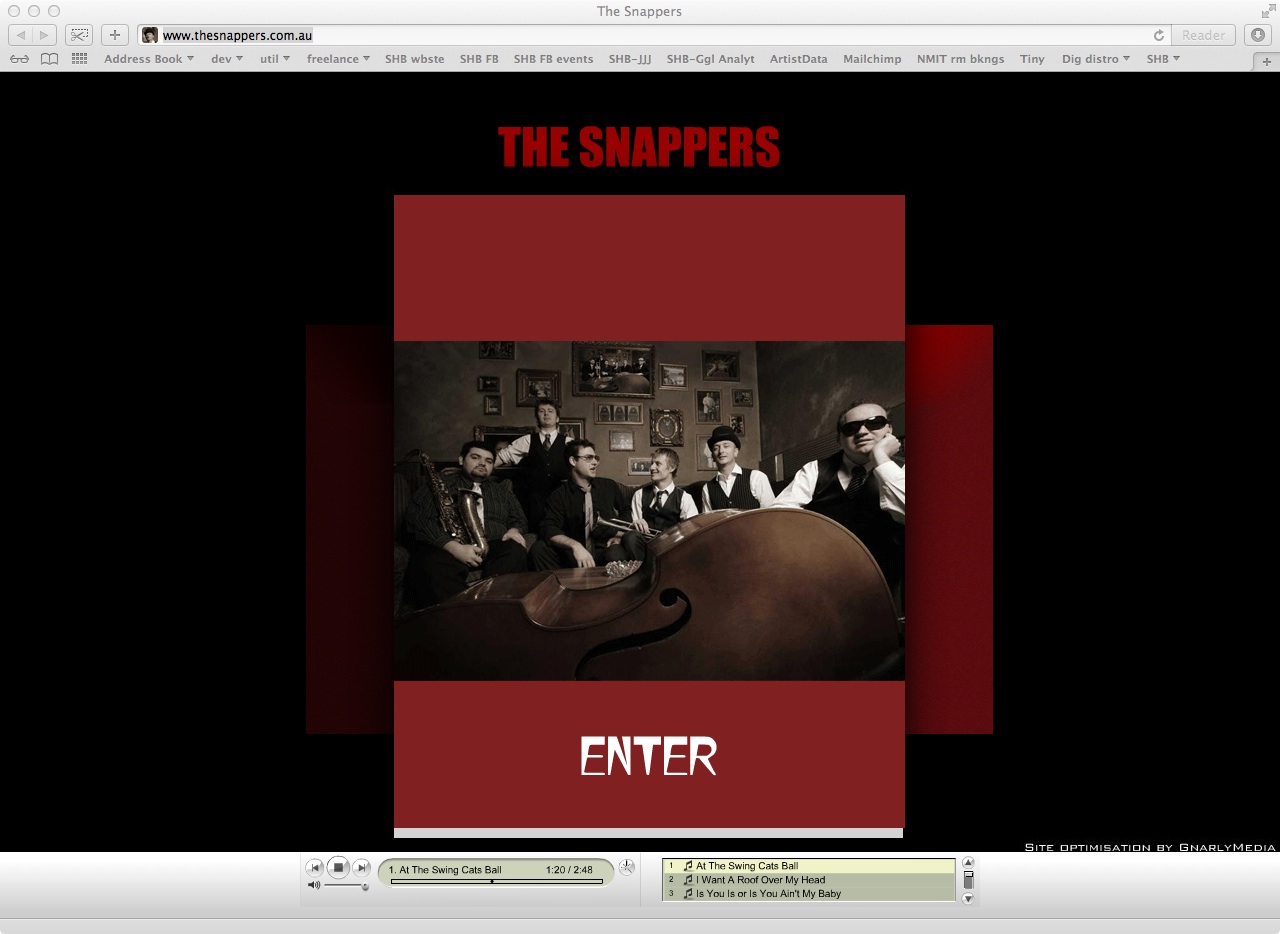 The Snappers
www.thesnappers.com.au
Reader
Address Book dev util freelance SHB wbste SHB FB SHB FB events SHB-JJJ SHB-Ggl Analyt ArtistData Mailchimp NMIT rm bkngs Tiny Dig distro SHB
THE SNAPPERS
ENTER
Site optimisation by GnarlyMedia
1. At The Swing Cats Ball 1:20 / 2:48
1 At The Swing Cats Ball
2 I Want A Roof Over My Head
3 Is You Is or Is You Ain't My Baby